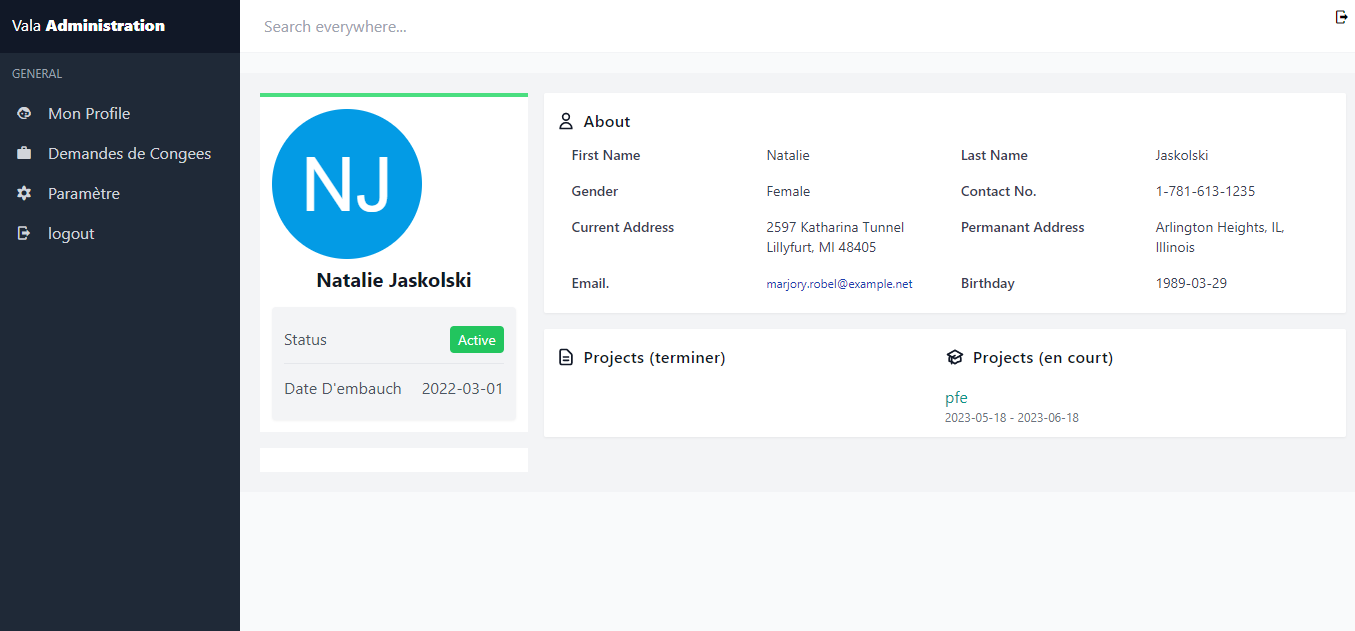 Vala Administration
Search everywhere...
GENERAL
Mon Profile
Demandes de Congees
Paramètre
logout
NJ
Natalie Jaskolski
Status Active
Date D'embauch 2022-03-01
About
First Name Natalie Last Name Jaskolski
Gender Female Contact No. 1-781-613-1235
Current Address 2597 Katharina Tunnel Permanant Address Arlington Heights, IL,
Lillyfurt, MI 48405 Illinois
Email. marjory.robel@example.net Birthday 1989-03-29
Projects (terminer) Projects (en court)
pfe
2023-05-18 - 2023-06-18